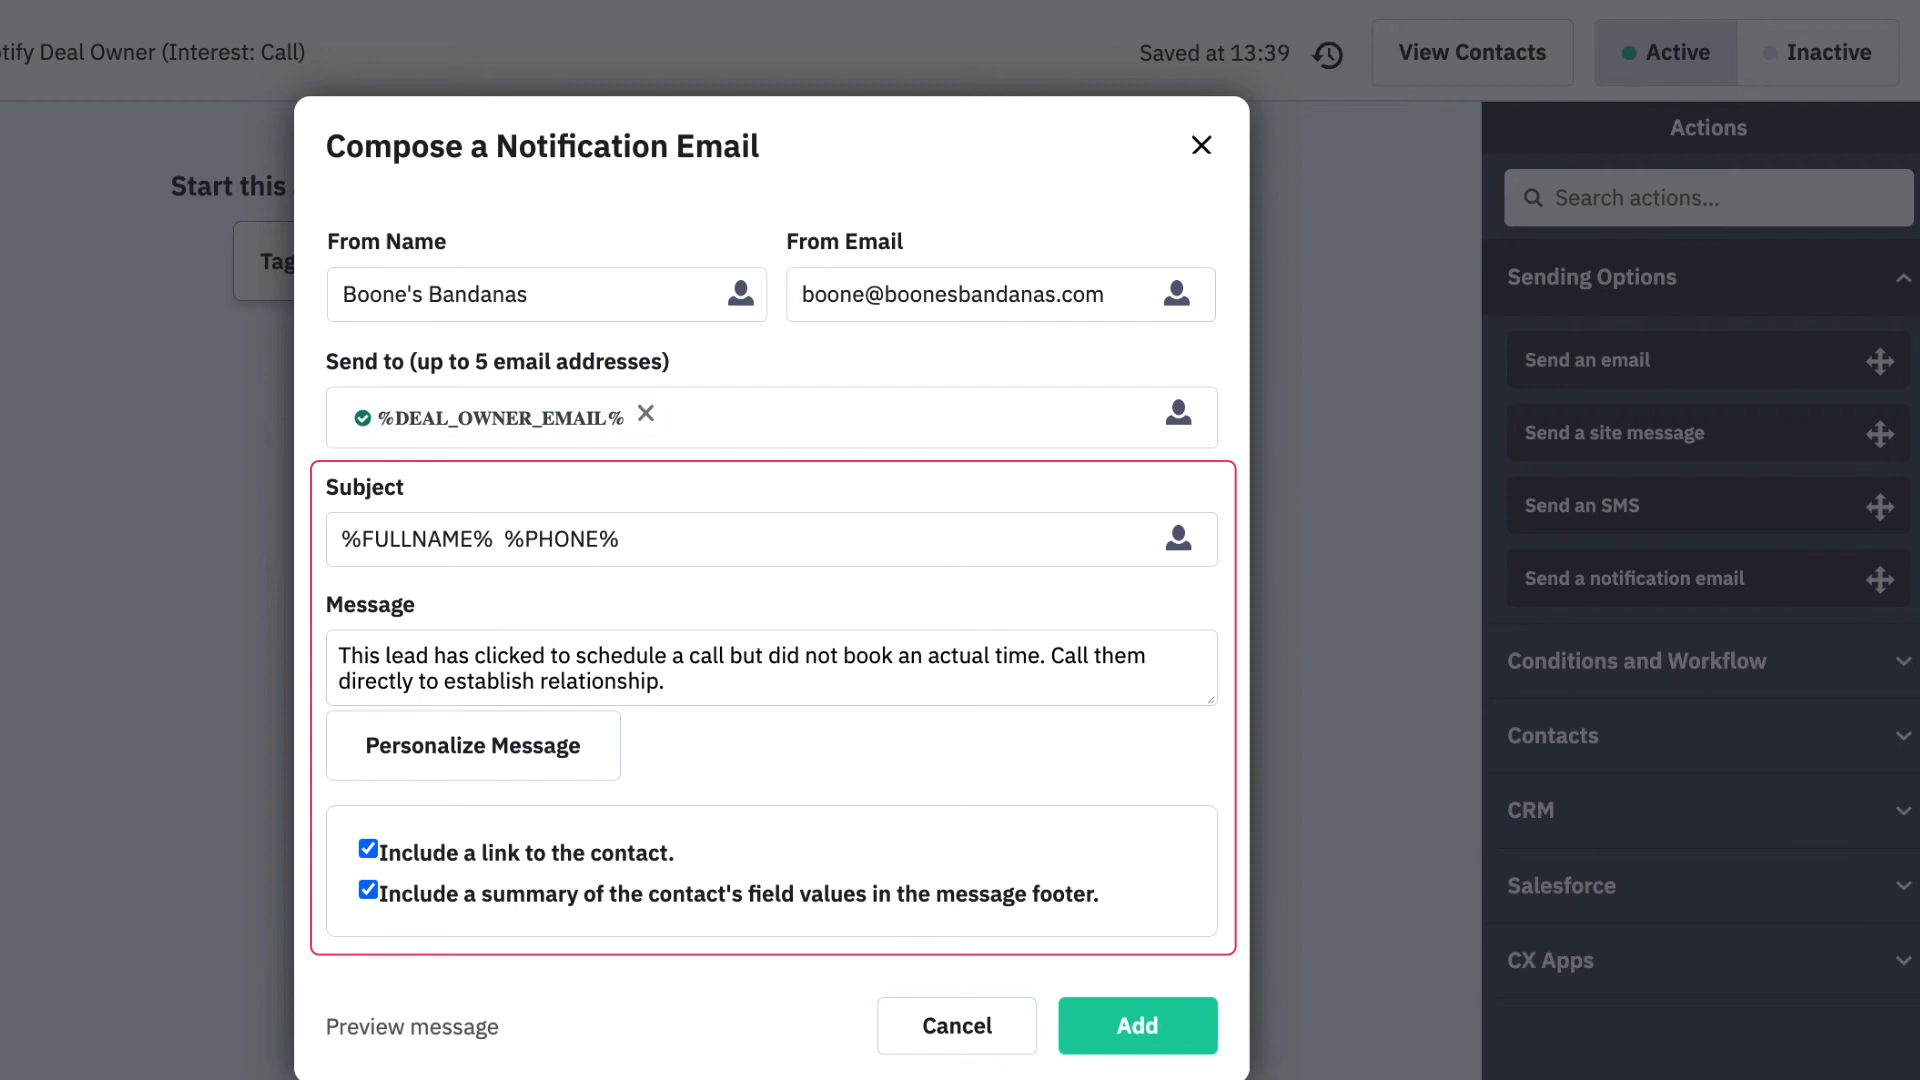 tify Deal Owner (Interest: Call)
Saved at 13:39
View Contacts
Active
Inactive
Start this
Tag
Compose a Notification Email
From Name
From Email
Boone's Bandanas
boone@boonesbandanas.com
Send to (up to 5 email addresses)
%DEAL_OWNER_EMAIL%
Subject
%FULLNAME%  %PHONE%
Message
This lead has clicked to schedule a call but did not book an actual time. Call them
directly to establish relationship.
Personalize Message
Include a link to the contact.
Include a summary of the contact's field values in the message footer.
Preview message
Cancel
Add
Actions
Search actions...
Sending Options
Send an email
Send a site message
Send an SMS
Send a notification email
Conditions and Workflow
Contacts
CRM
Salesforce
CX Apps